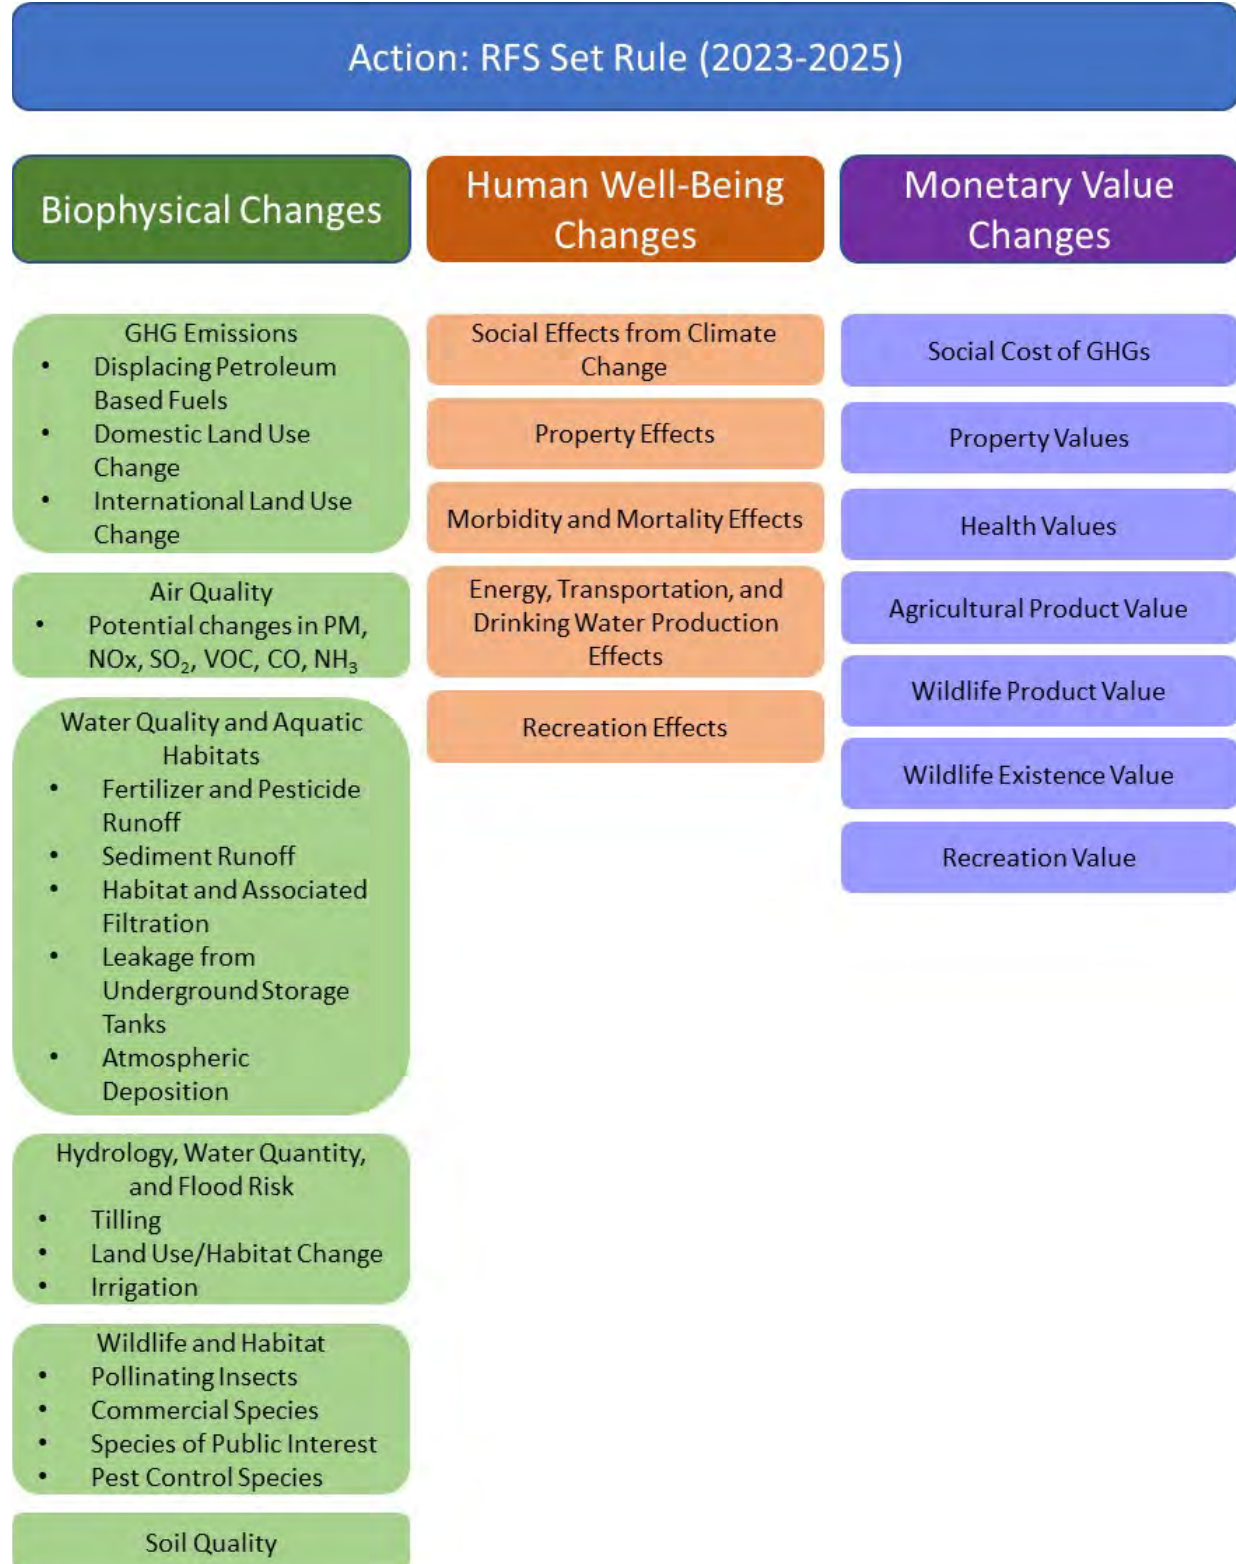 Action: RFS Set Rule (2023-2025)
Biophysical Changes
GHG Emissions
• Displacing Petroleum
Based Fuels
• Domestic Land Use
Change
• International Land Use
Change
Air Quality
• Potential changes in PM,
NOx, SO₂, VOC, CO, NH₃
Water Quality and Aquatic
Habitats
• Fertilizer and Pesticide
Runoff
• Sediment Runoff
• Habitat and Associated
Filtration
• Leakage from
Underground Storage
Tanks
• Atmospheric
Deposition
Hydrology, Water Quantity,
and Flood Risk
• Tilling
• Land Use/Habitat Change
• Irrigation
Wildlife and Habitat
• Pollinating Insects
• Commercial Species
• Species of Public Interest
• Pest Control Species
Soil Quality
Human Well-Being
Changes
Social Effects from Climate
Change
Property Effects
Morbidity and Mortality Effects
Energy, Transportation, and
Drinking Water Production
Effects
Recreation Effects
Monetary Value
Changes
Social Cost of GHGs
Property Values
Health Values
Agricultural Product Value
Wildlife Product Value
Wildlife Existence Value
Recreation Value